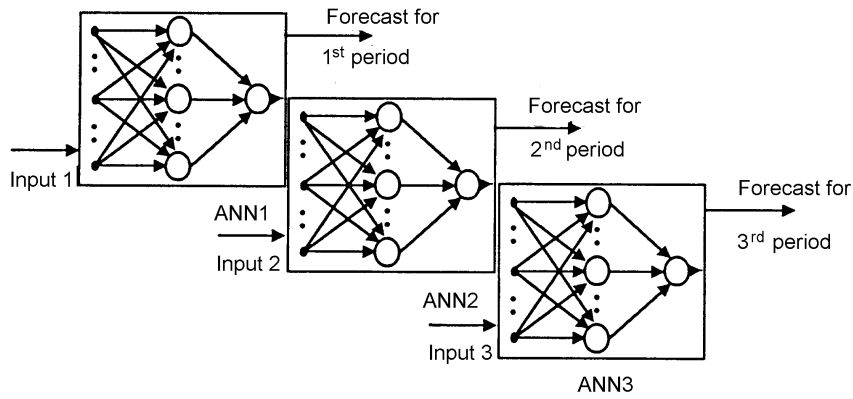 Forecast for
1st period
Input 1
Forecast for
2nd period
ANN1
Input 2
Forecast for
3rd period
ANN2
Input 3
ANN3